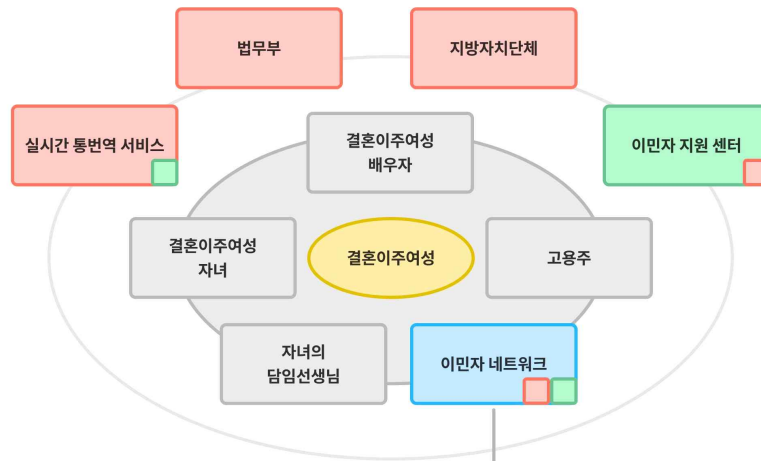 법무부
지방자치단체
실시간 통번역 서비스
이민자 지원 센터
결혼이주여성
배우자
결혼이주여성
자녀
결혼이주여성
고용주
자녀의
담임선생님
이민자 네트워크